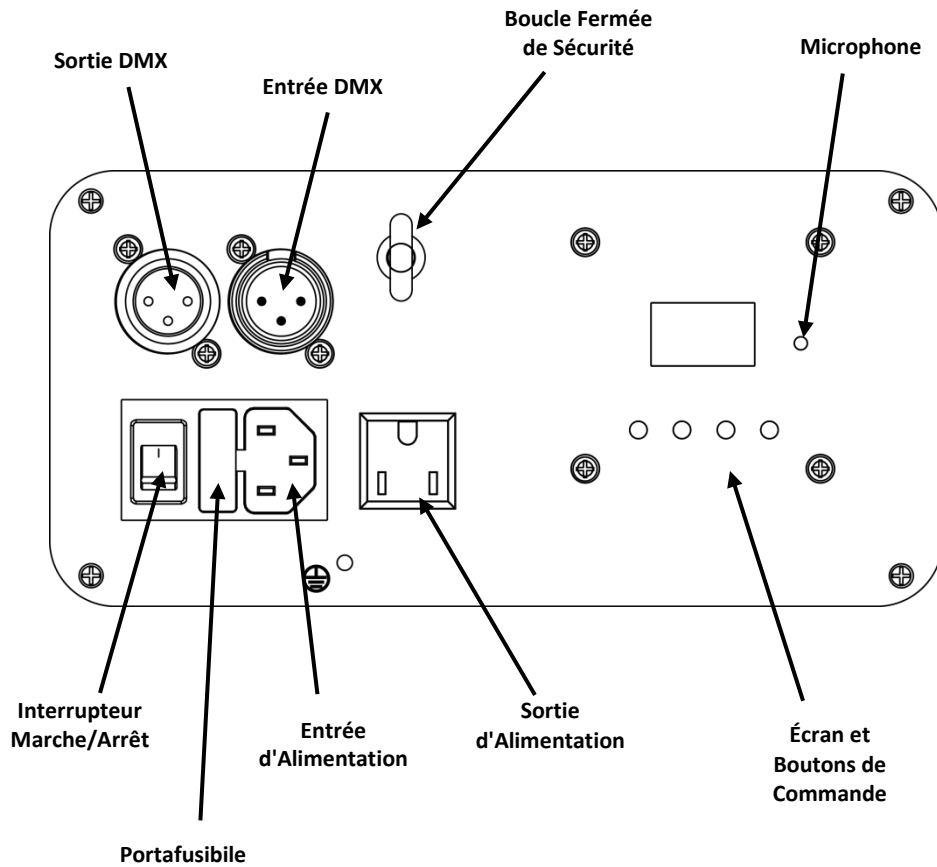 Boucle Fermée
de Sécurité
Microphone
Sortie DMX
Entrée DMX
Interrupteur
Marche/Arrêt
Entrée
d'Alimentation
Sortie
d'Alimentation
Écran et
Boutons de
Commande
Portafusibile